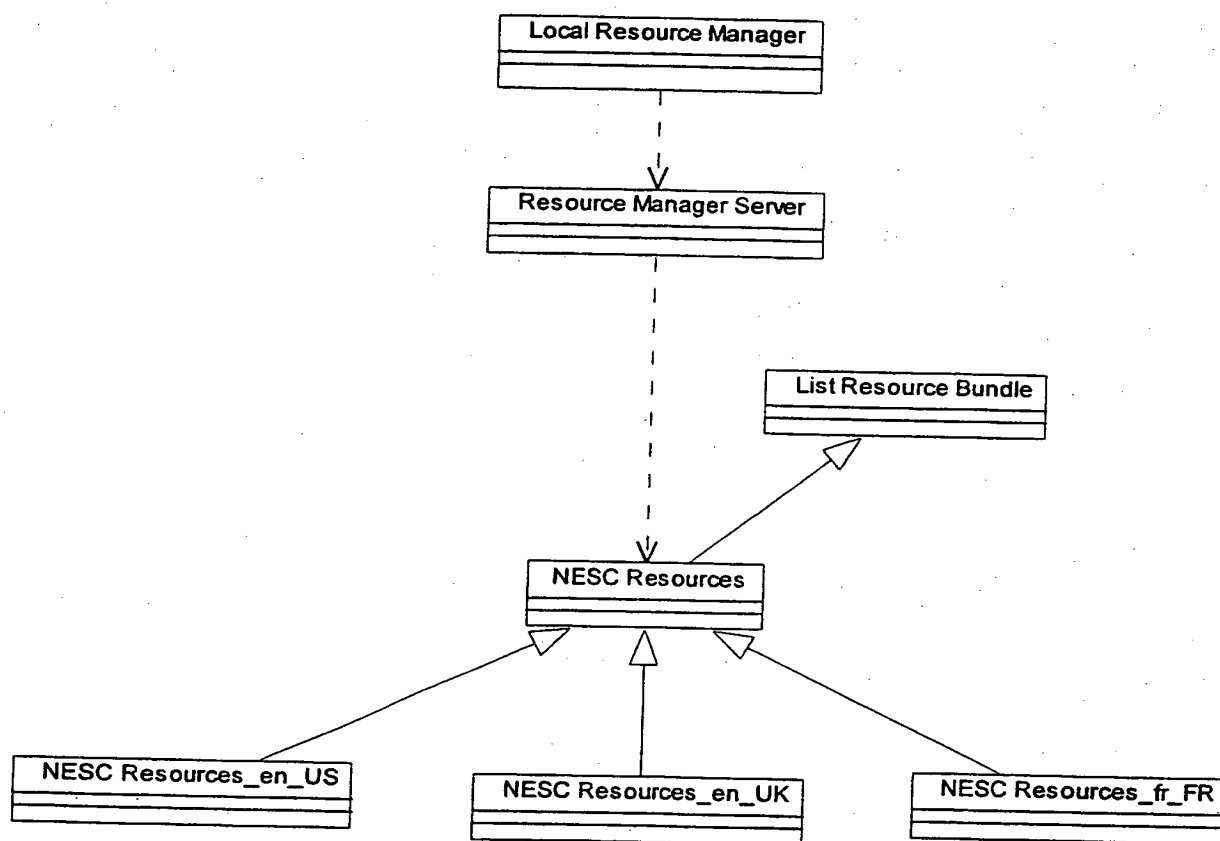 Local Resource Manager
Resource Manager Server
List Resource Bundle
NESC Resources
NESC Resources_en_US
NESC Resources_en_UK
NESC Resources_fr_FR